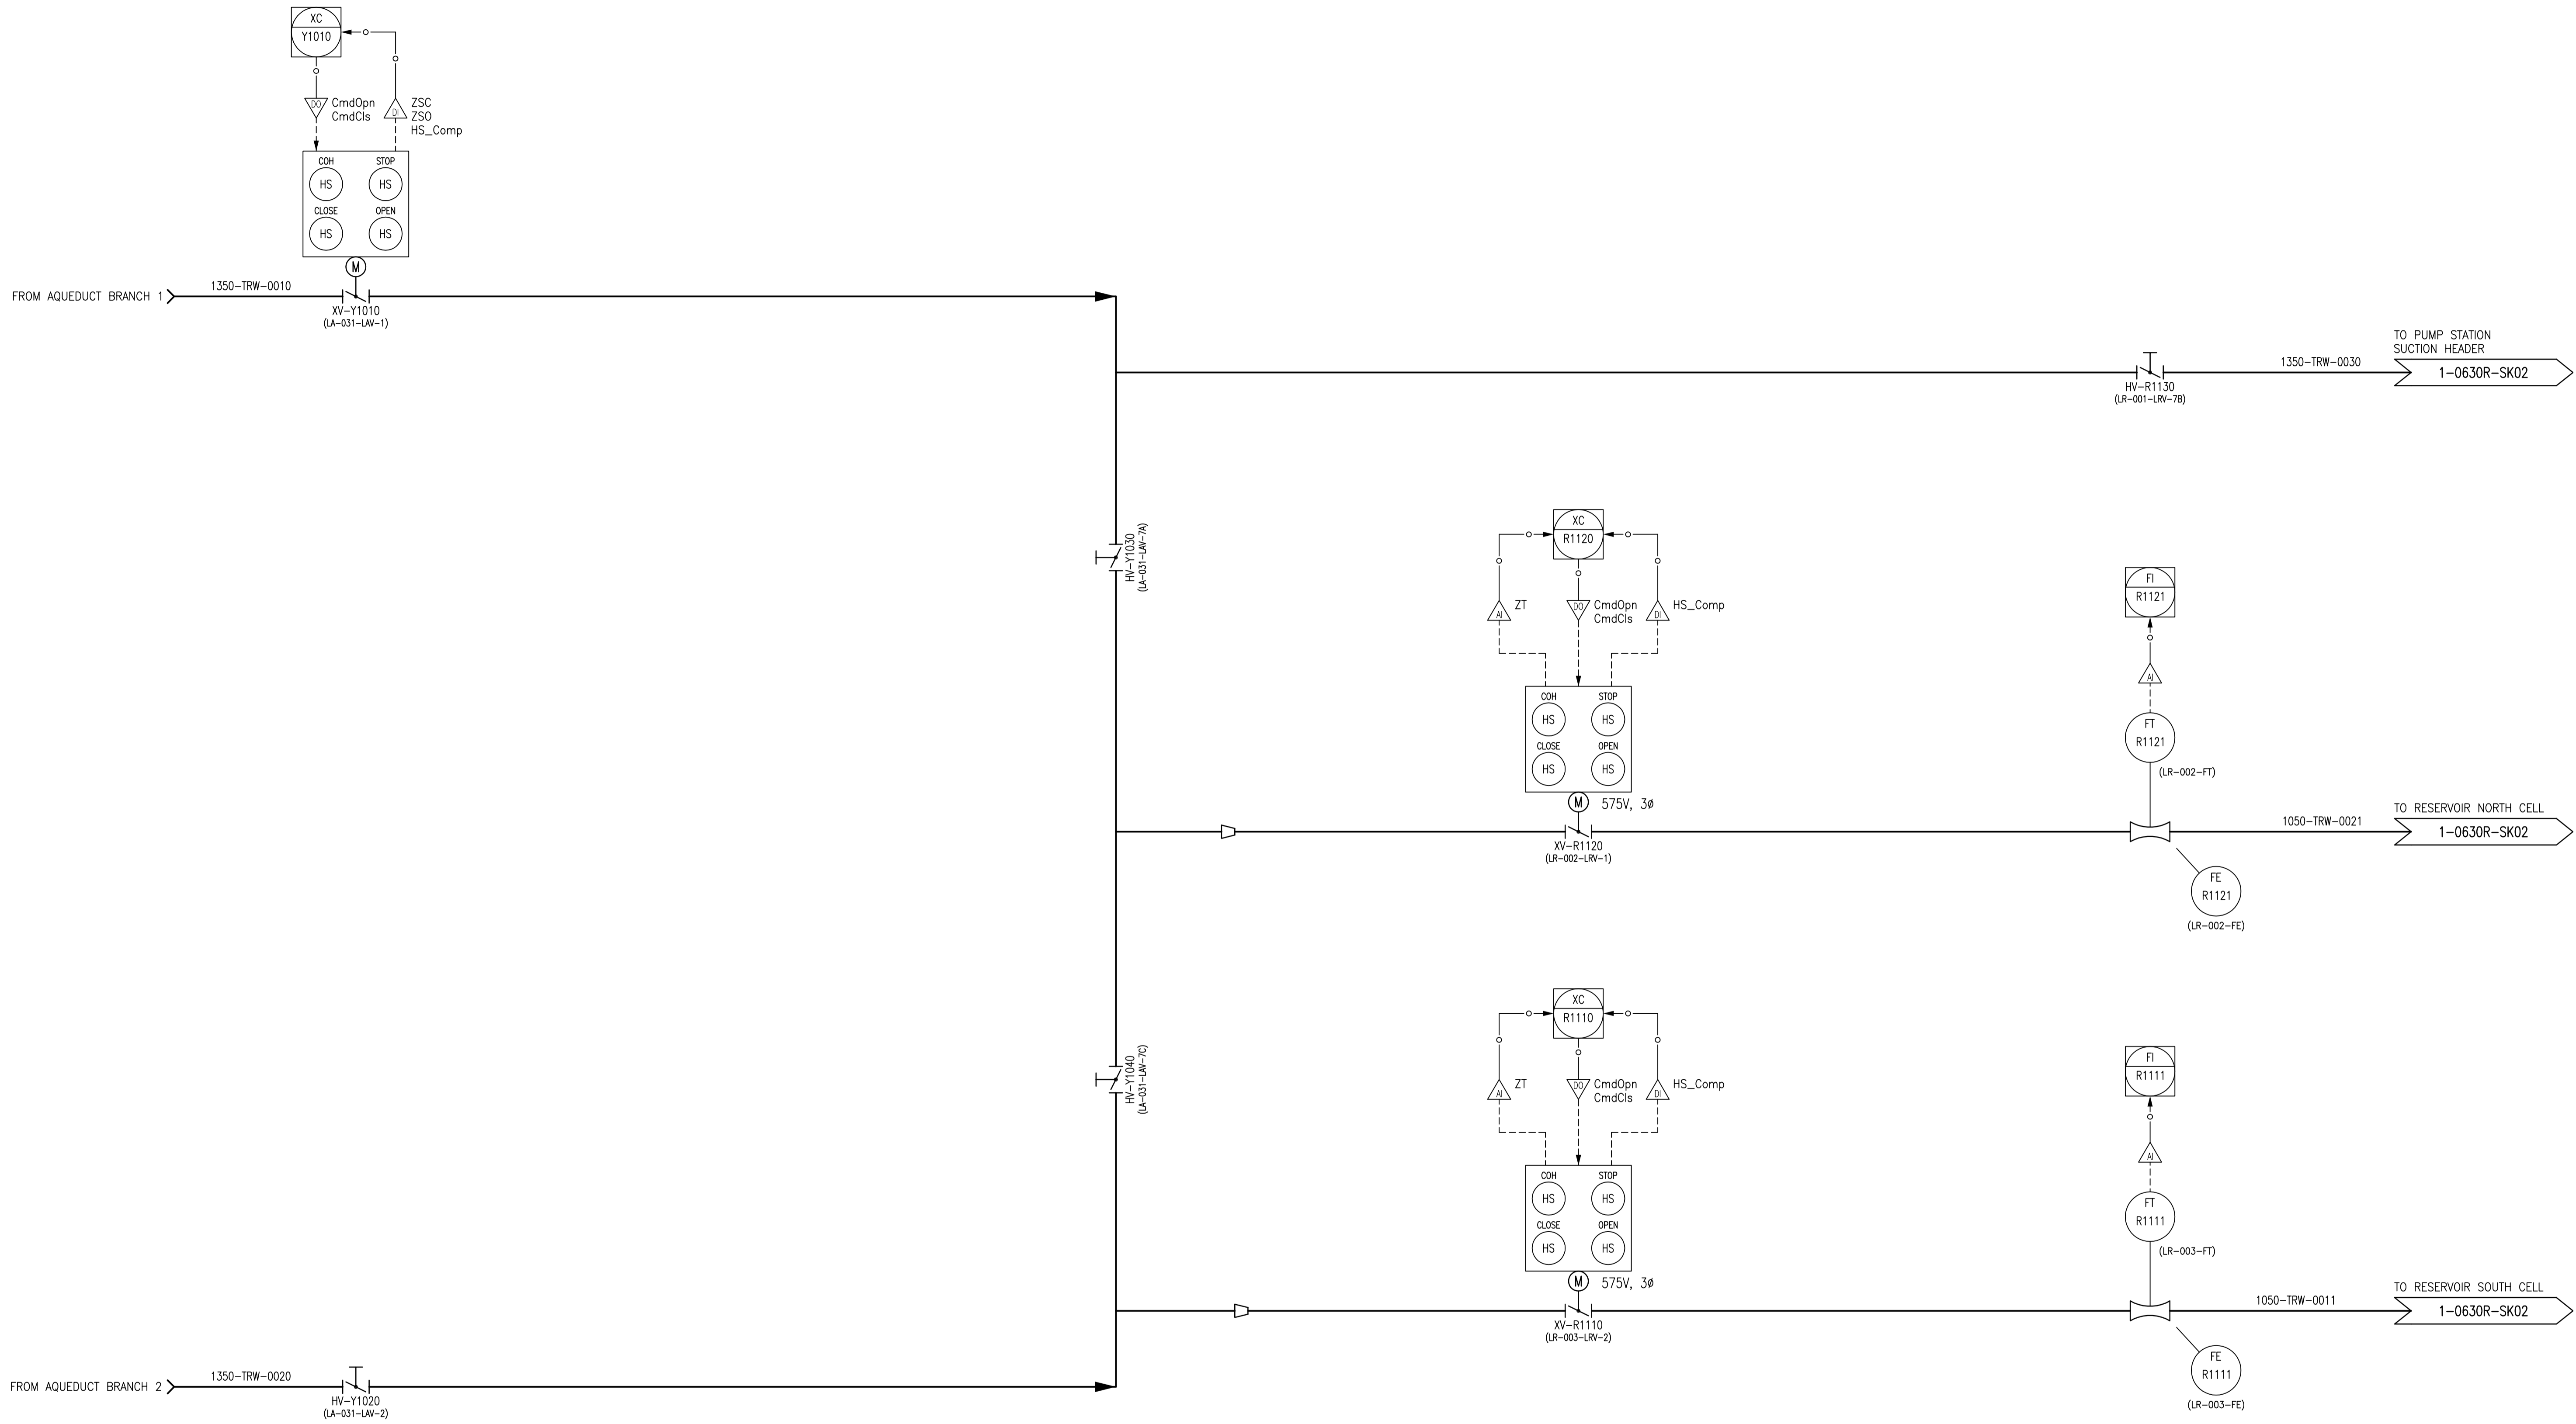 XC
Y1010
DO
CmdOpn
CmdCls
DI
ZSC
ZSO
HS_Comp
COH
STOP
HS
HS
CLOSE
OPEN
HS
HS
M
FROM AQUEDUCT BRANCH 1
1350-TRW-0010
XV-Y1010
(LA-031-LAV-1)
TO PUMP STATION
SUCTION HEADER
1350-TRW-0030
1-0630R-SK02
HV-R1130
(LR-001-LRV-7B)
HV-Y1030
(LA-031-LAV-7A)
XC
R1120
AI
ZT
DO
CmdOpn
CmdCls
DI
HS_Comp
COH
STOP
HS
HS
CLOSE
OPEN
HS
HS
M
575V, 3ø
XV-R1120
(LR-002-LRV-1)
FI
R1121
AI
FT
R1121
(LR-002-FT)
TO RESERVOIR NORTH CELL
1050-TRW-0021
1-0630R-SK02
FE
R1121
(LR-002-FE)
HV-Y1040
(LA-031-LAV-7C)
XC
R1110
AI
ZT
DO
CmdOpn
CmdCls
DI
HS_Comp
COH
STOP
HS
HS
CLOSE
OPEN
HS
HS
M
575V, 3ø
XV-R1110
(LR-003-LRV-2)
FI
R1111
AI
FT
R1111
(LR-003-FT)
TO RESERVOIR SOUTH CELL
1050-TRW-0011
1-0630R-SK02
FE
R1111
(LR-003-FE)
FROM AQUEDUCT BRANCH 2
1350-TRW-0020
HV-Y1020
(LA-031-LAV-2)